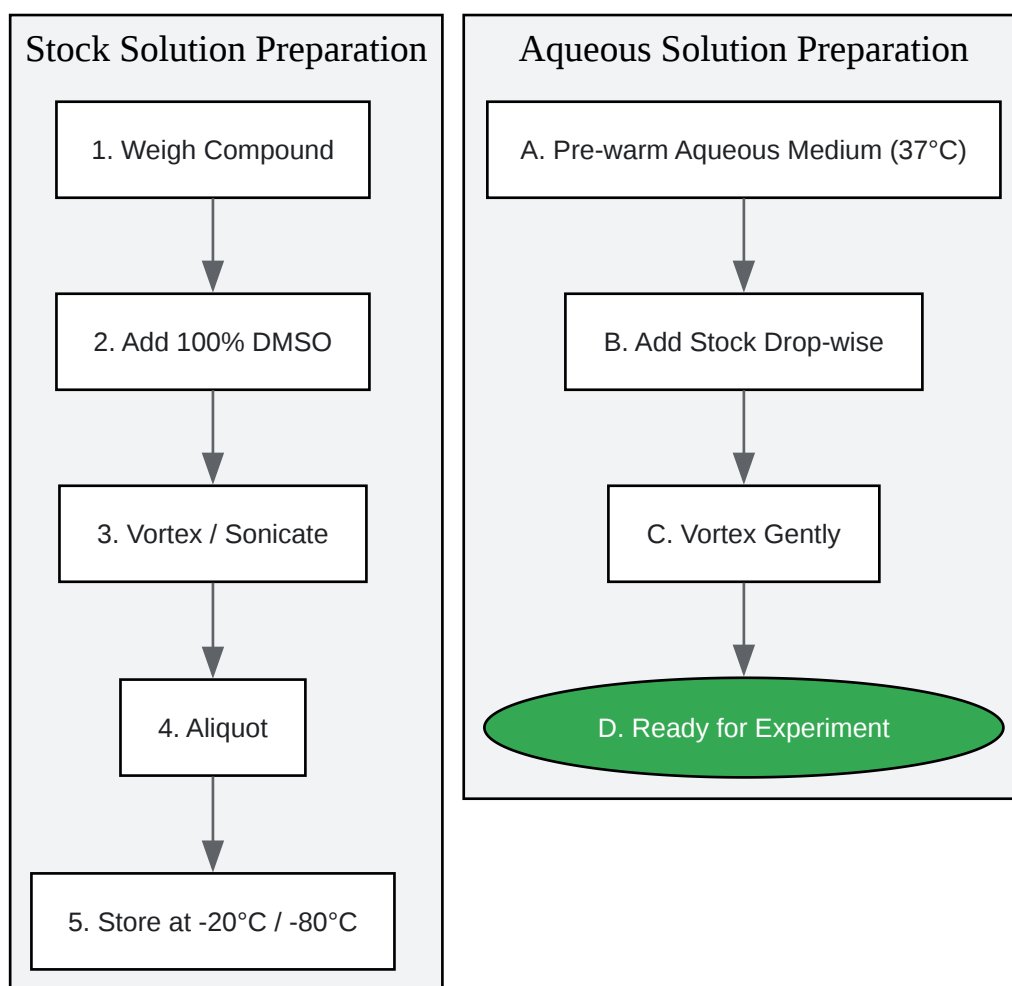 Stock Solution Preparation
1. Weigh Compound
2. Add 100% DMSO
3. Vortex / Sonicate
4. Aliquot
5. Store at -20°C / -80°C
Aqueous Solution Preparation
A. Pre-warm Aqueous Medium (37°C)
B. Add Stock Drop-wise
C. Vortex Gently
D. Ready for Experiment